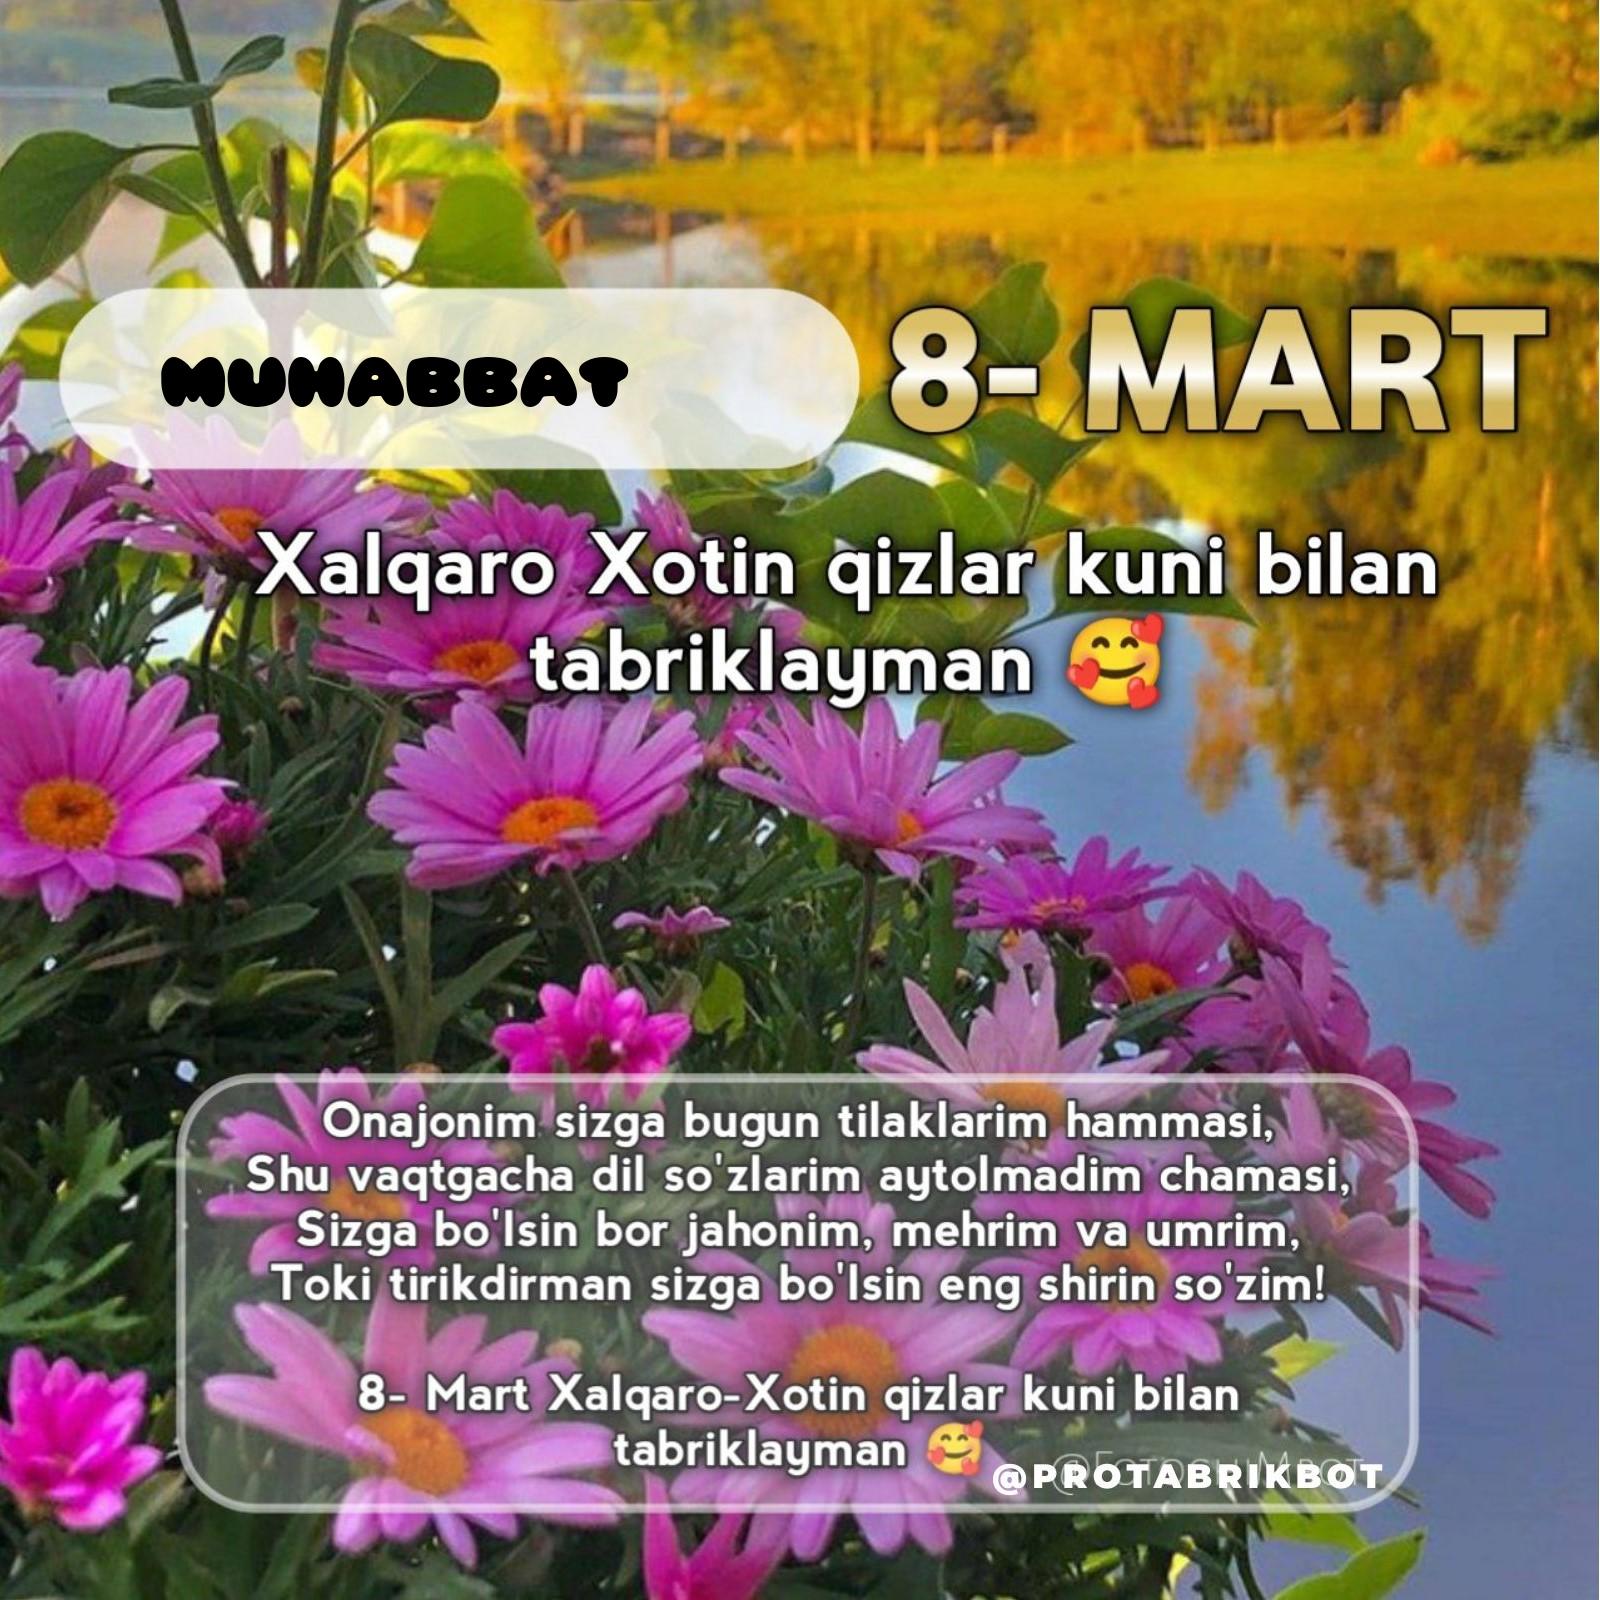 MUHABBAT
8- MART
Xalqaro Xotin qizlar kuni bilan
tabriklayman 🥰
Onajonim sizga bugun tilaklarim hammasi,
Shu vaqtgacha dil so'zlarim aytolmadim chamasi,
Sizga bo'lsin bor jahonim, mehrim va umrim,
Toki tirikdirman sizga bo'lsin eng shirin so'zim!
8- Mart Xalqaro-Xotin qizlar kuni bilan
tabriklayman 🥰
@PROTABRIKBOT